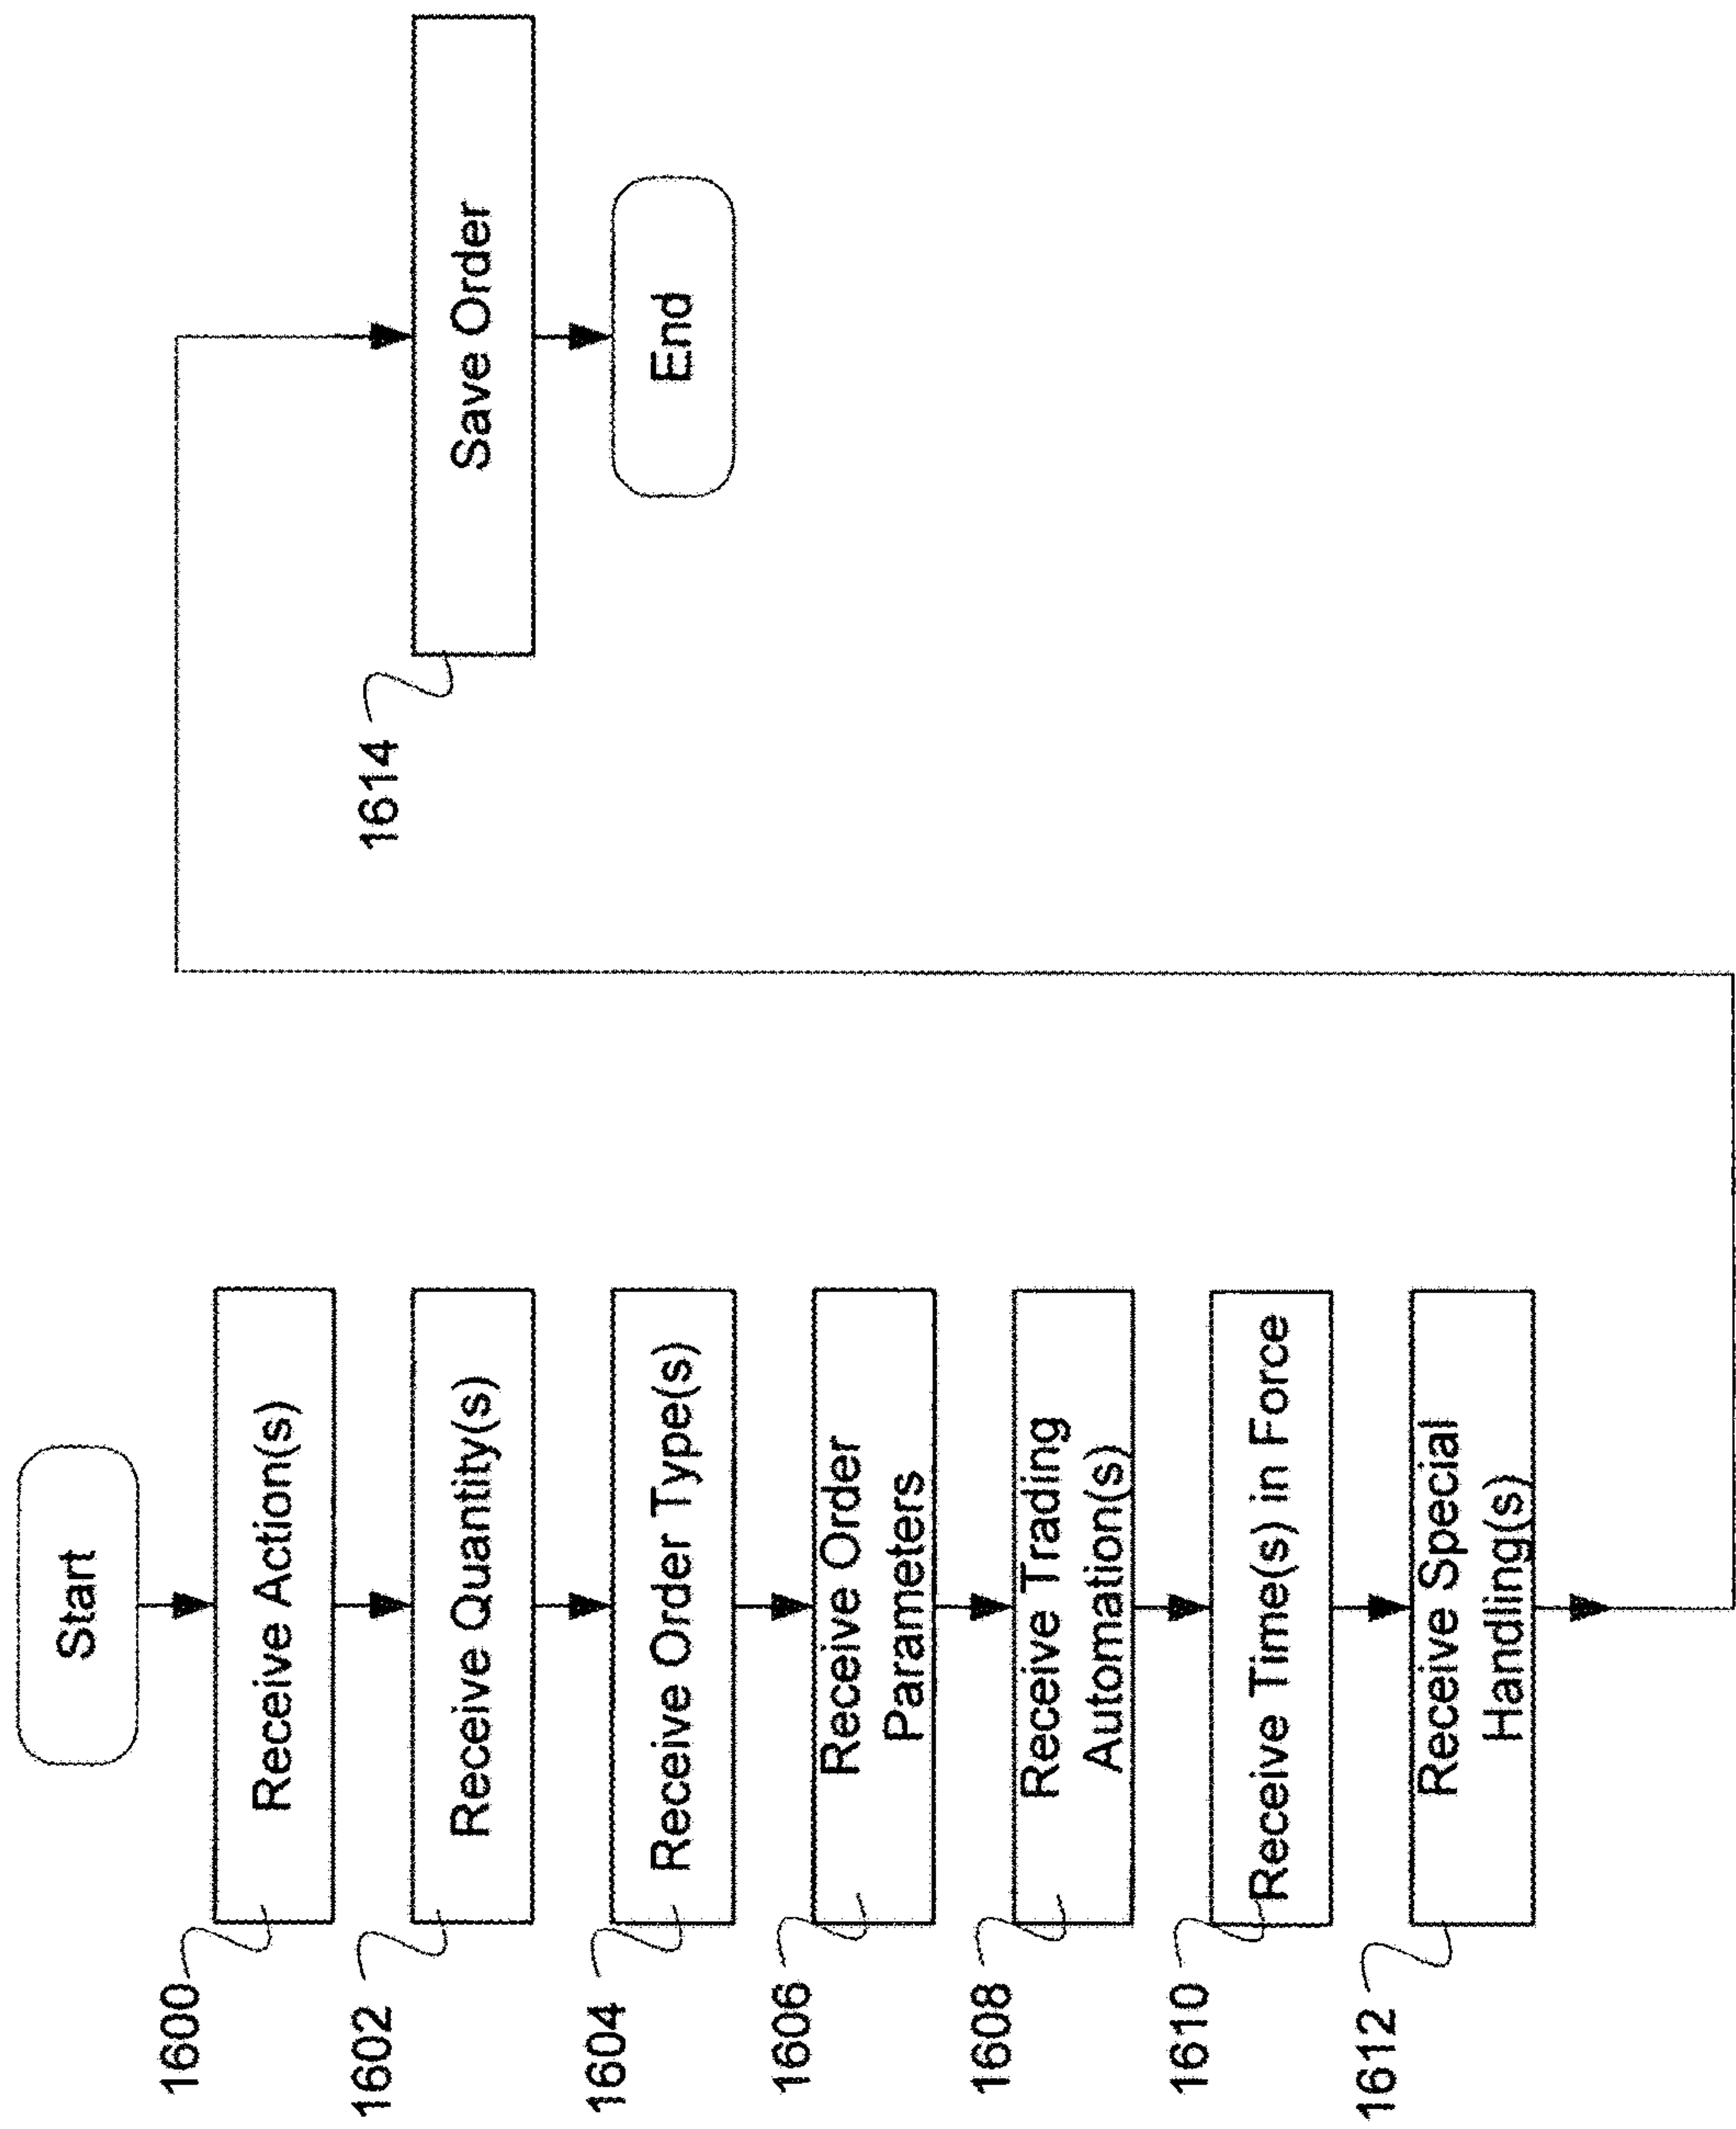 Start
1600
Receive Action(s)
1602
Receive Quantity(s)
1604
Receive Order Type(s)
1606
Receive Order
Parameters
1608
Receive Trading
Automation(s)
1610
Receive Time(s) in Force
1612
Receive Special
Handling(s)
1614
Save Order
End